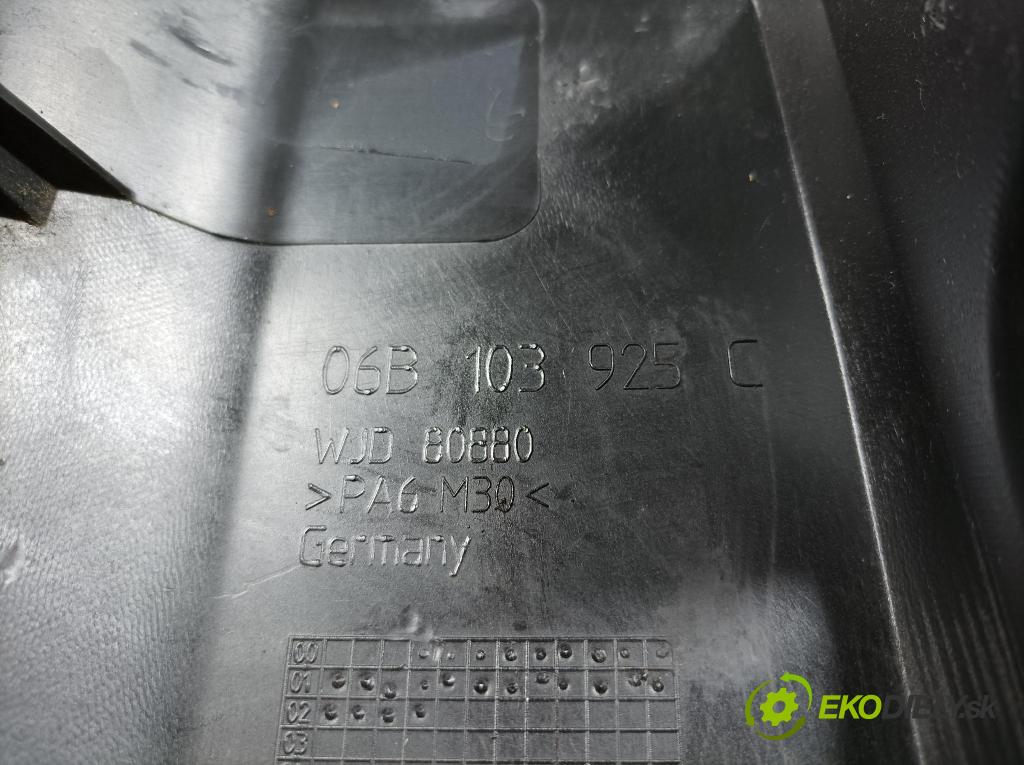 06B 103 925 C
WJD 80880
>PA6-M30<
Germany
00
01
02
03
EKODIELY.sk